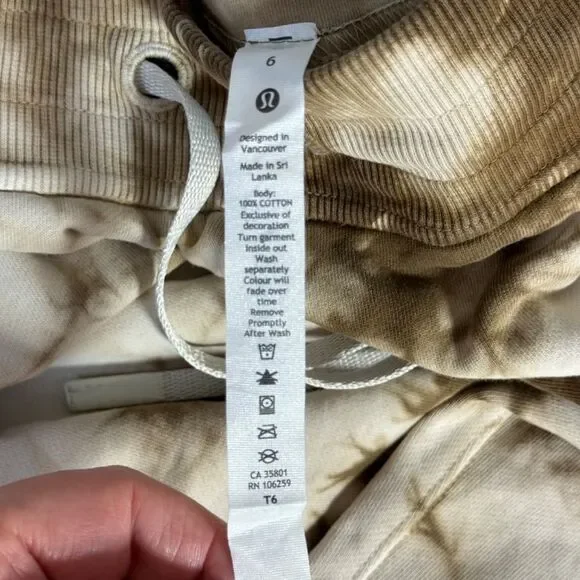 6
Designed in
Vancouver
Made in Sri
Lanka
Body:
100% COTTON
Exclusive of
decoration
Turn garment
inside out
Wash
separately
Colour will
fade over
time
Remove
Promptly
After Wash
CA 35801
RN 106259
T6